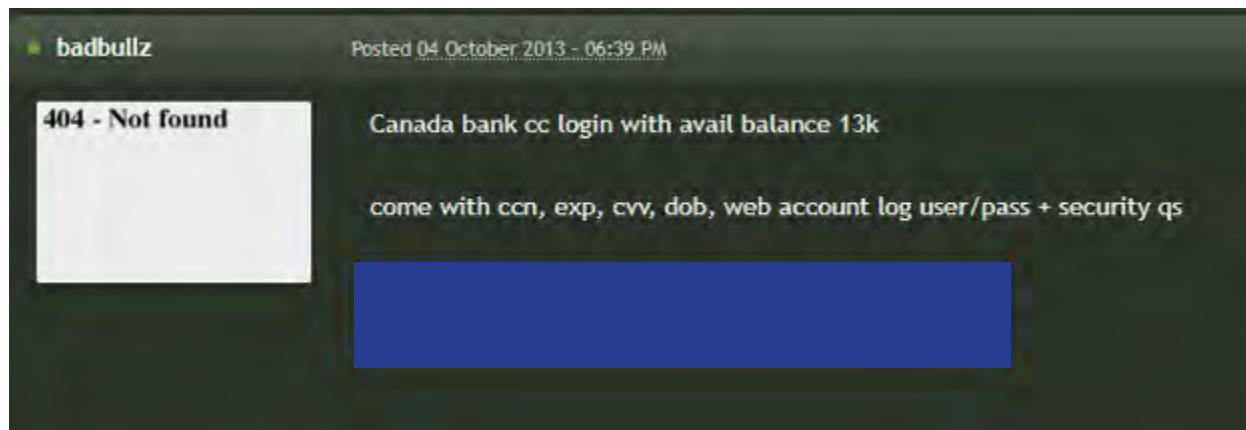 badbullz
Posted 04 October 2013 - 06:39 PM
404 - Not found
Canada bank cc login with avail balance 13k
come with ccn, exp, cvv, dob, web account log user/pass + security qs